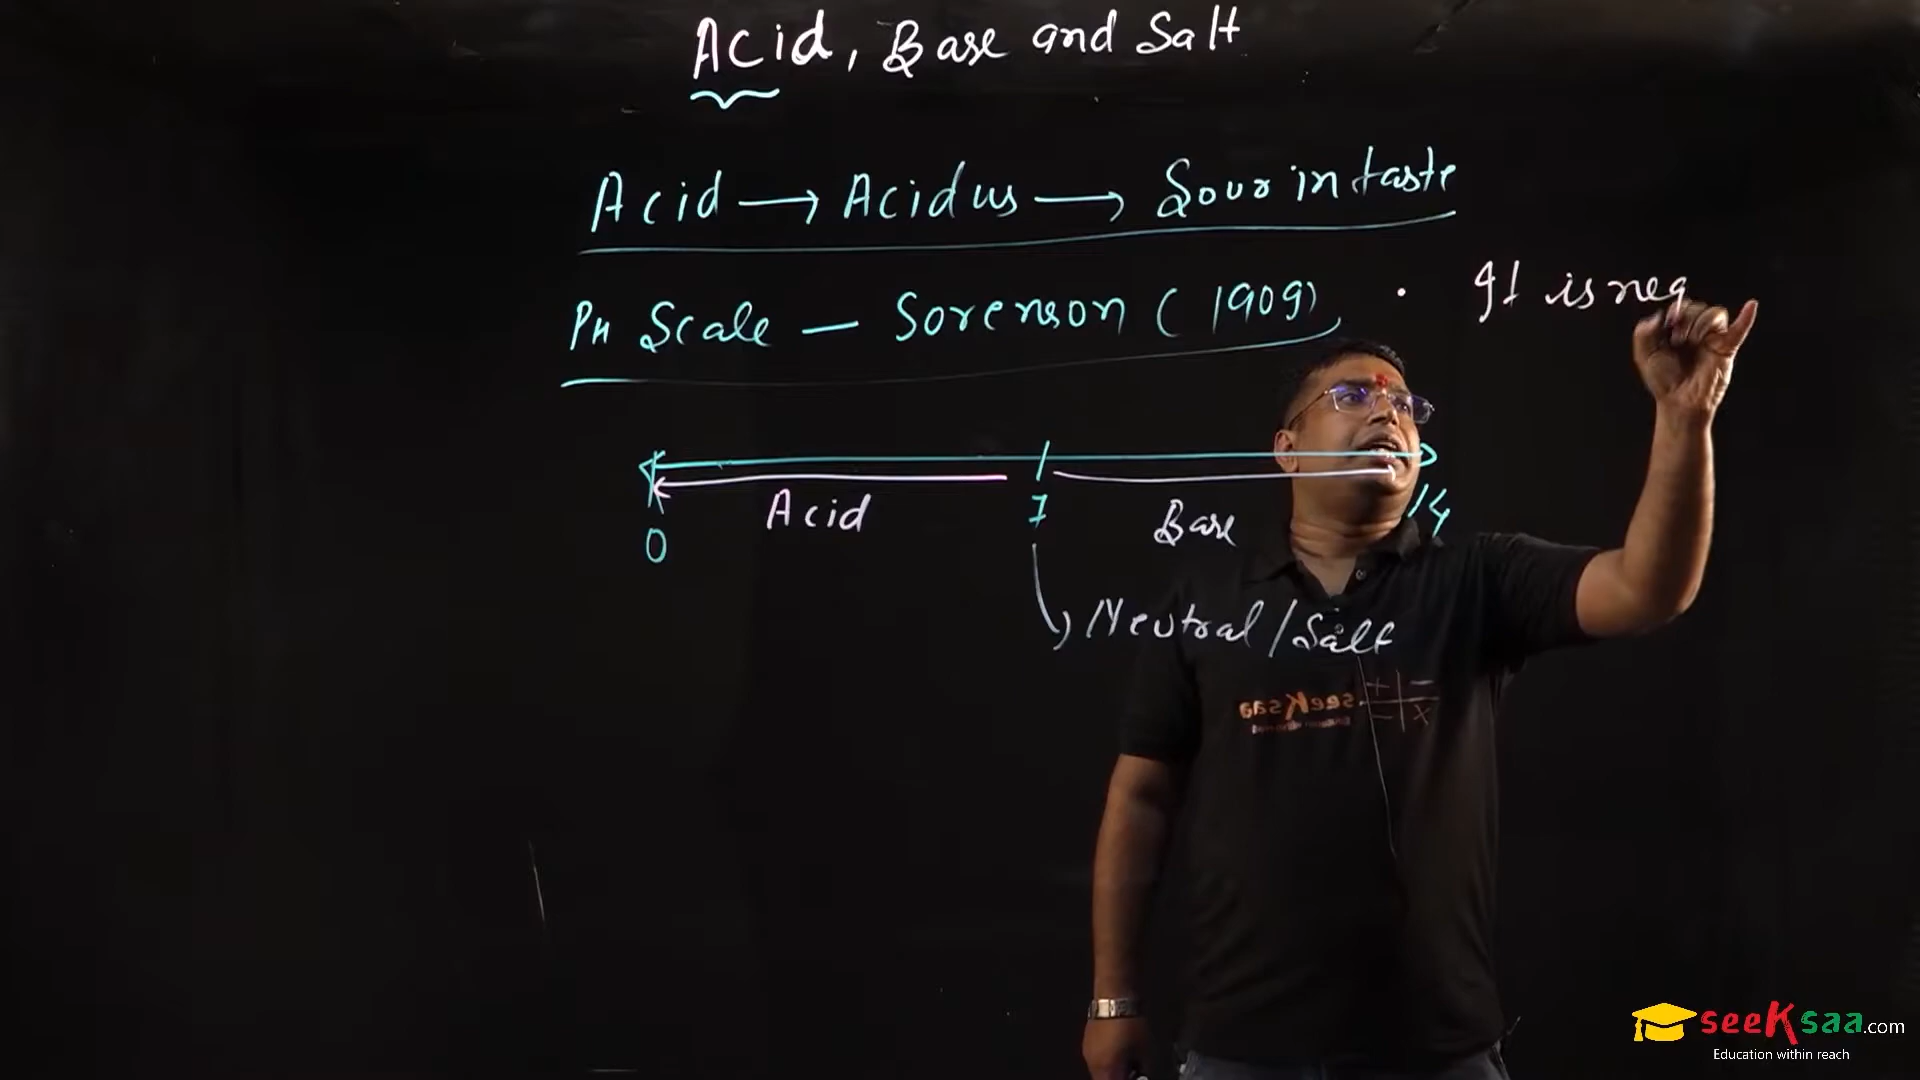 Acid, Base and Salt
Acid → Acidus → Sour in taste
PH Scale — Sorenson (1909) . It is neg
0 Acid 7 Base 14
Neutral/Salt
seeKsaa
+ -
- x
seeKsaa.com
Education within reach